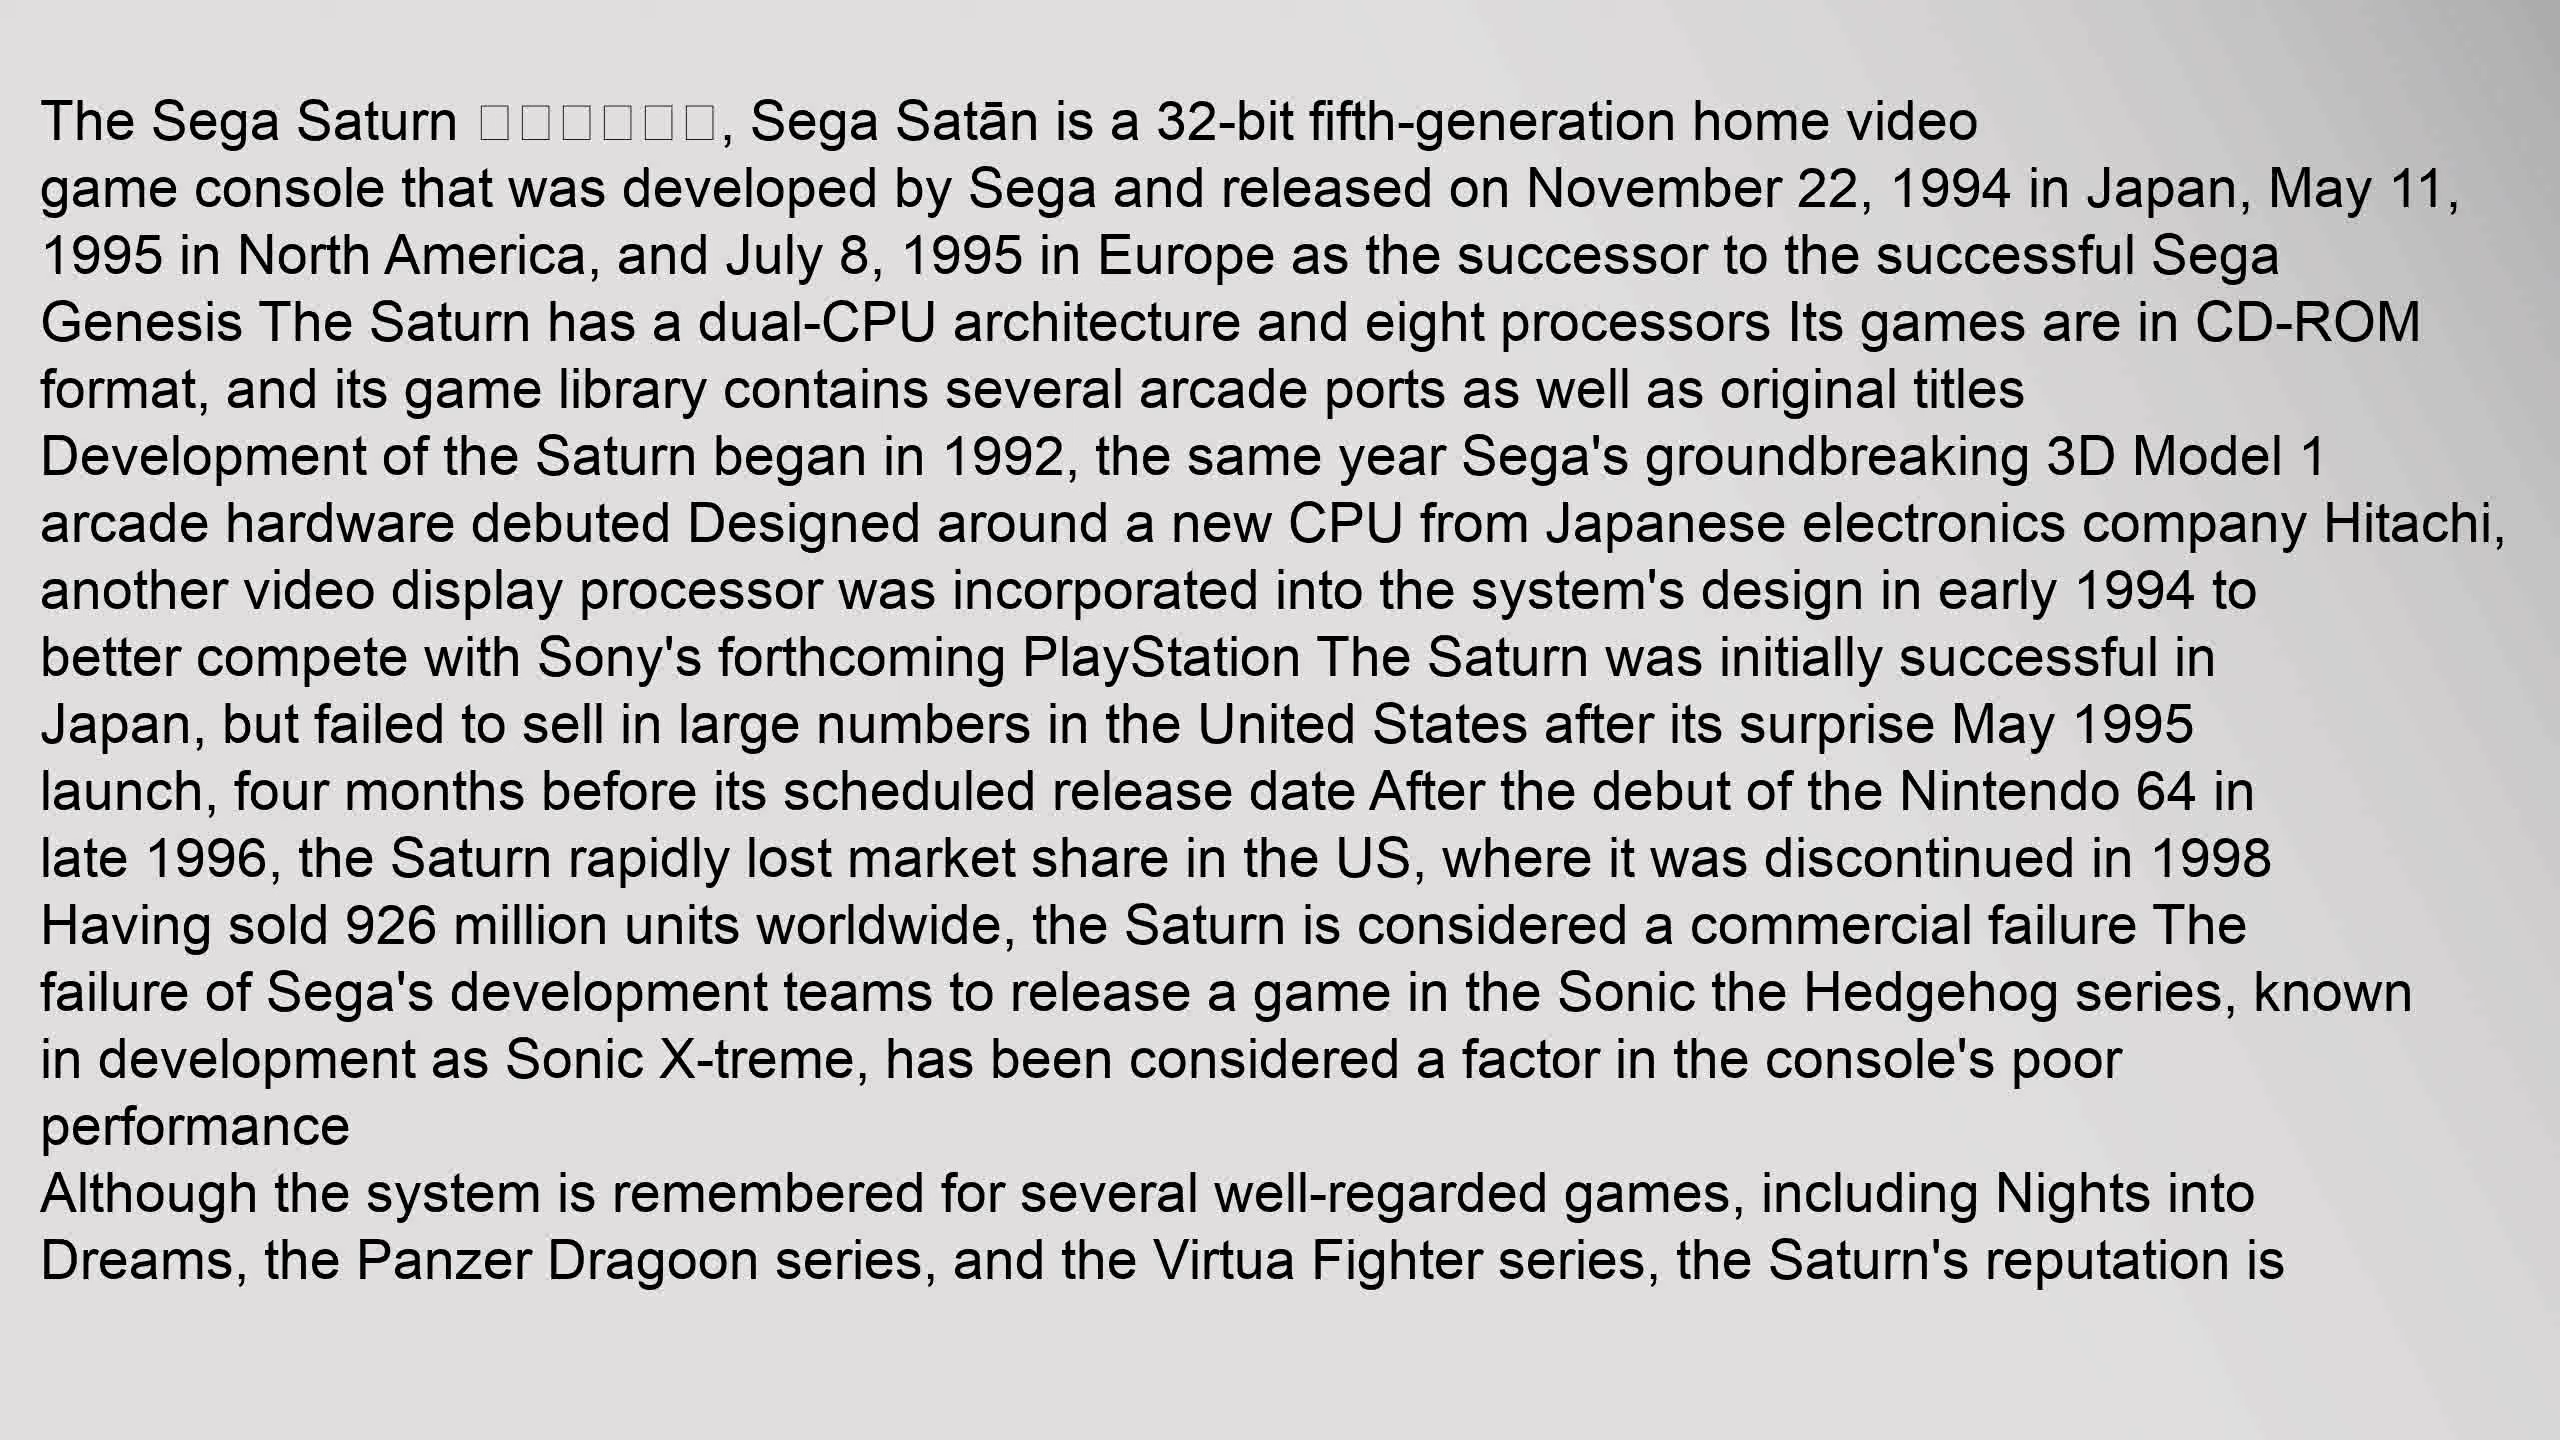 The Sega Saturn □□□□□□, Sega Satān is a 32-bit fifth-generation home video
game console that was developed by Sega and released on November 22, 1994 in Japan, May 11,
1995 in North America, and July 8, 1995 in Europe as the successor to the successful Sega
Genesis The Saturn has a dual-CPU architecture and eight processors Its games are in CD-ROM
format, and its game library contains several arcade ports as well as original titles
Development of the Saturn began in 1992, the same year Sega's groundbreaking 3D Model 1
arcade hardware debuted Designed around a new CPU from Japanese electronics company Hitachi,
another video display processor was incorporated into the system's design in early 1994 to
better compete with Sony's forthcoming PlayStation The Saturn was initially successful in
Japan, but failed to sell in large numbers in the United States after its surprise May 1995
launch, four months before its scheduled release date After the debut of the Nintendo 64 in
late 1996, the Saturn rapidly lost market share in the US, where it was discontinued in 1998
Having sold 926 million units worldwide, the Saturn is considered a commercial failure The
failure of Sega's development teams to release a game in the Sonic the Hedgehog series, known
in development as Sonic X-treme, has been considered a factor in the console's poor
performance
Although the system is remembered for several well-regarded games, including Nights into
Dreams, the Panzer Dragoon series, and the Virtua Fighter series, the Saturn's reputation is